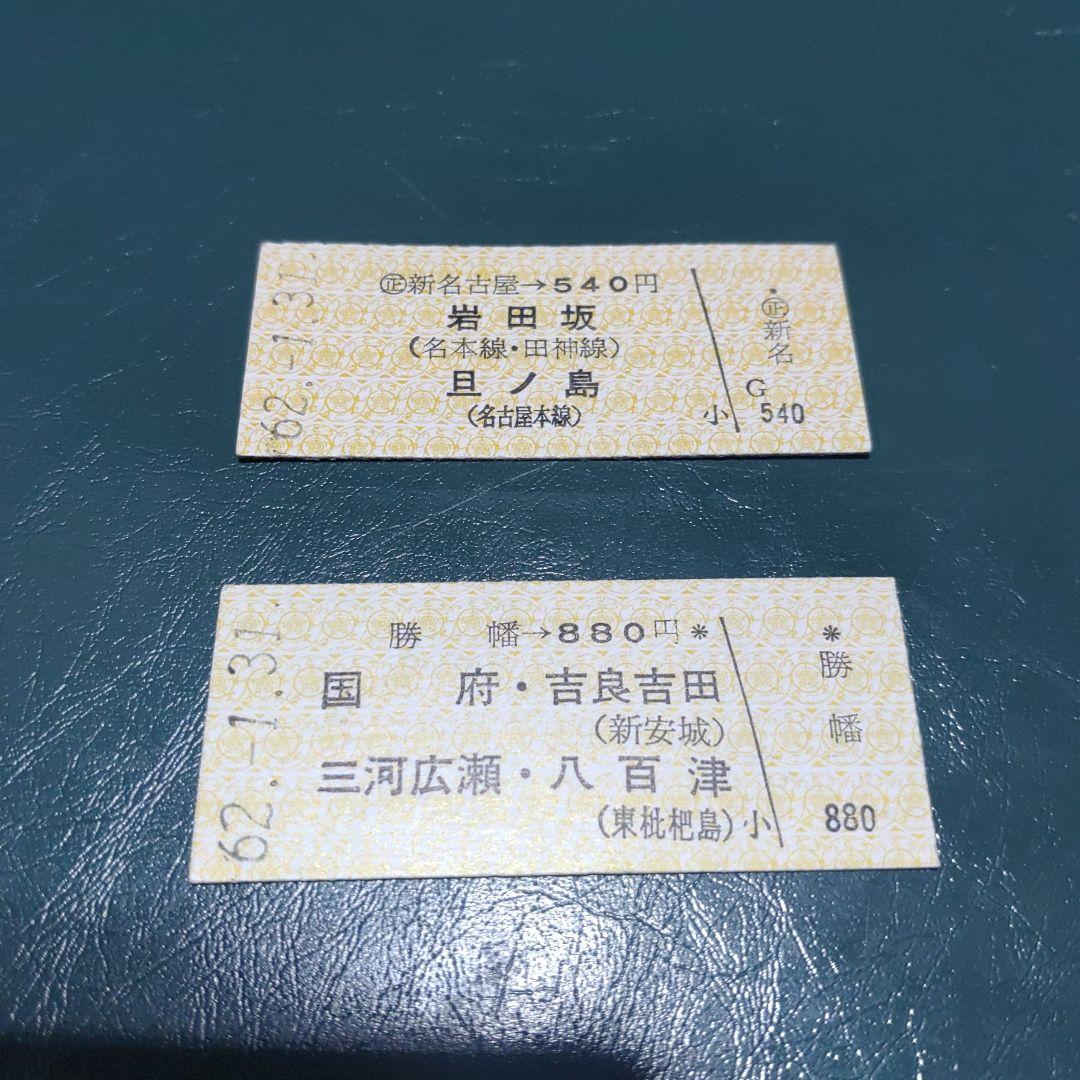 62.-1.31.
㊣新名古屋→540円
岩田坂
(名本線・田神線)
旦ノ島
(名古屋本線)
小
・㊣新名
G
540
62.-1.31.
勝 幡→880円*
国 府・吉良吉田
(新安城)
三河広瀬・八百津
(東枇杷島)小
*勝幡
880